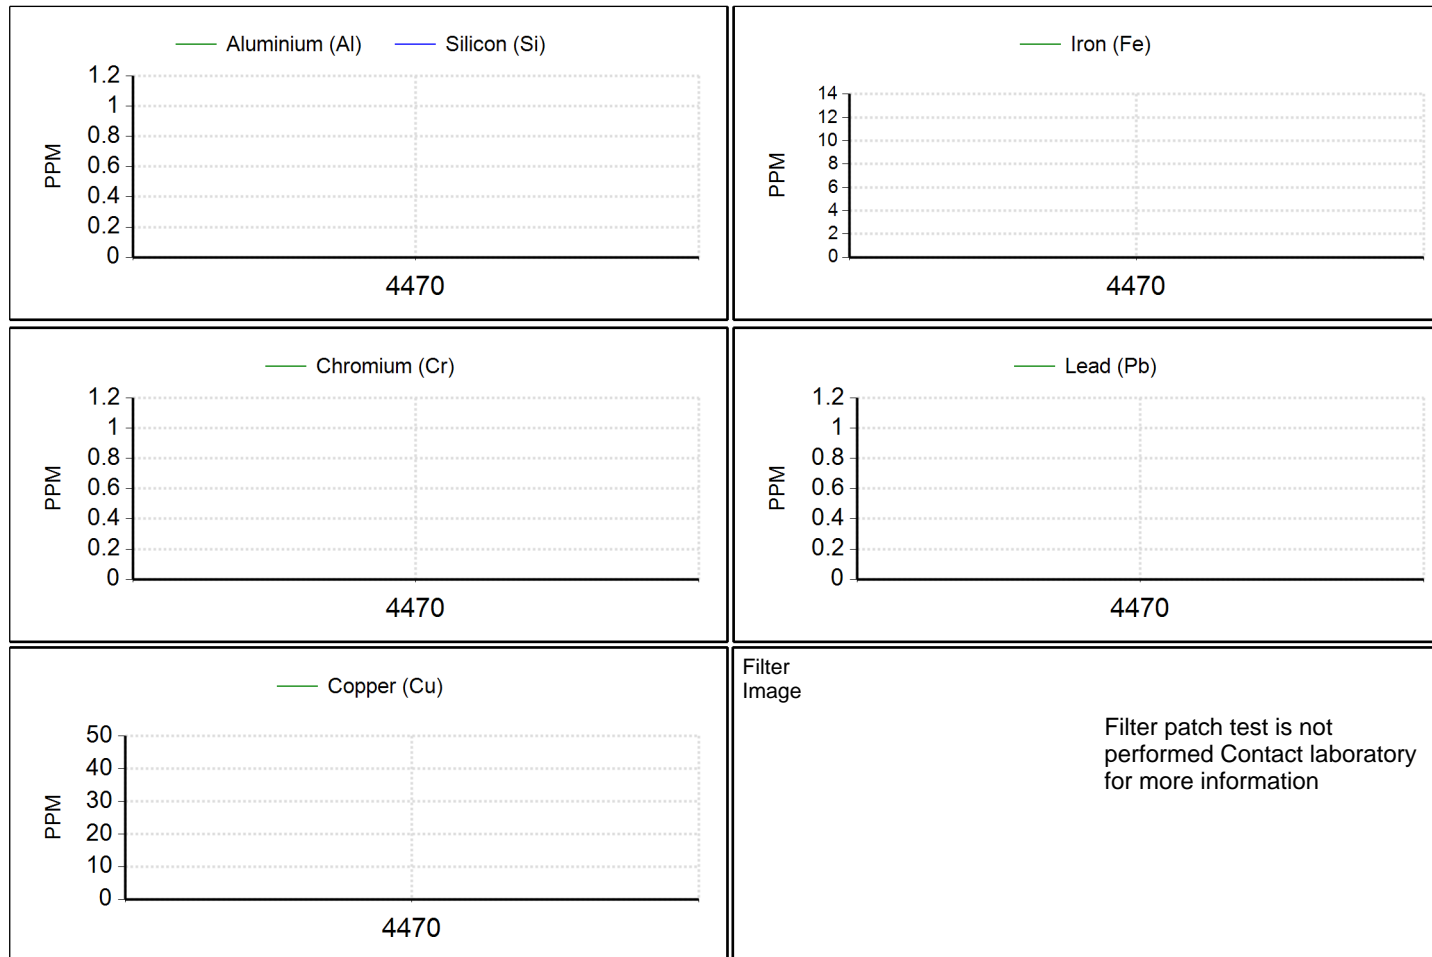 Aluminium (Al) Silicon (Si)
PPM
1.2
1
0.8
0.6
0.4
0.2
0
4470
Iron (Fe)
PPM
14
12
10
8
6
4
2
0
4470
Chromium (Cr)
PPM
1.2
1
0.8
0.6
0.4
0.2
0
4470
Lead (Pb)
PPM
1.2
1
0.8
0.6
0.4
0.2
0
4470
Copper (Cu)
PPM
50
40
30
20
10
0
4470
Filter
Image
Filter patch test is not
performed Contact laboratory
for more information